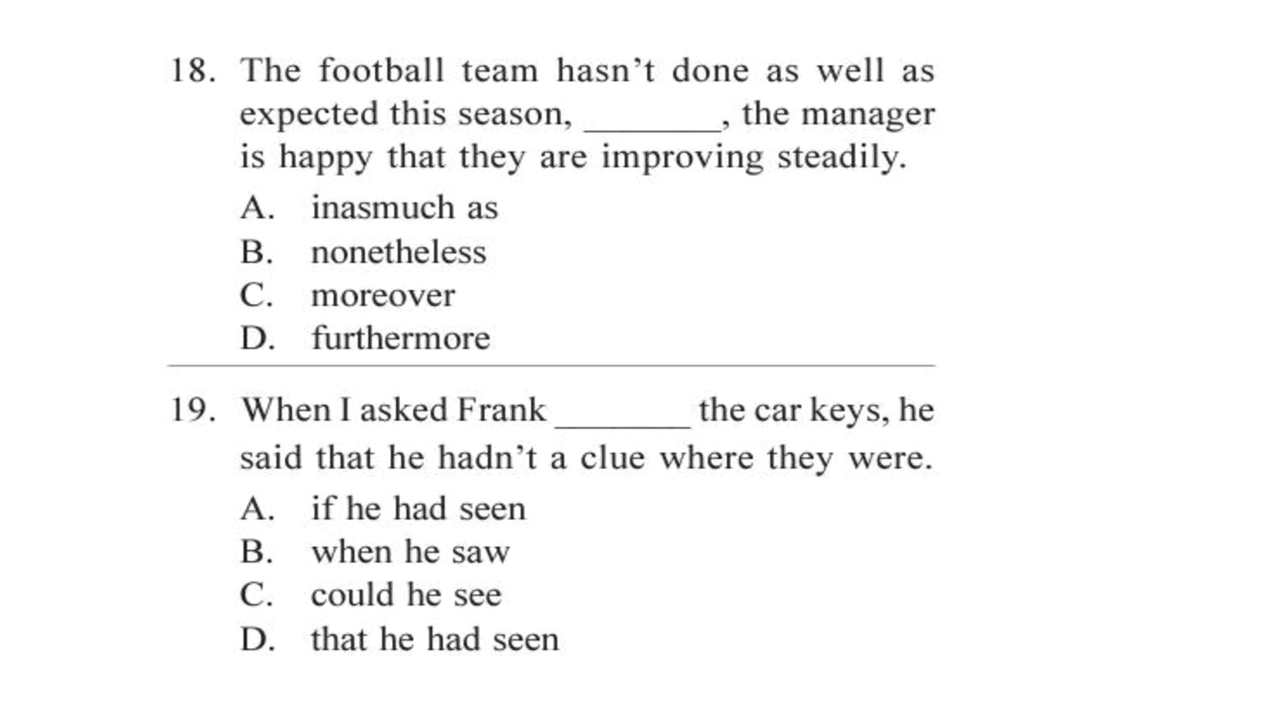 18. The football team hasn’t done as well as
expected this season, ________, the manager
is happy that they are improving steadily.
A. inasmuch as
B. nonetheless
C. moreover
D. furthermore
19. When I asked Frank ________ the car keys, he
said that he hadn’t a clue where they were.
A. if he had seen
B. when he saw
C. could he see
D. that he had seen